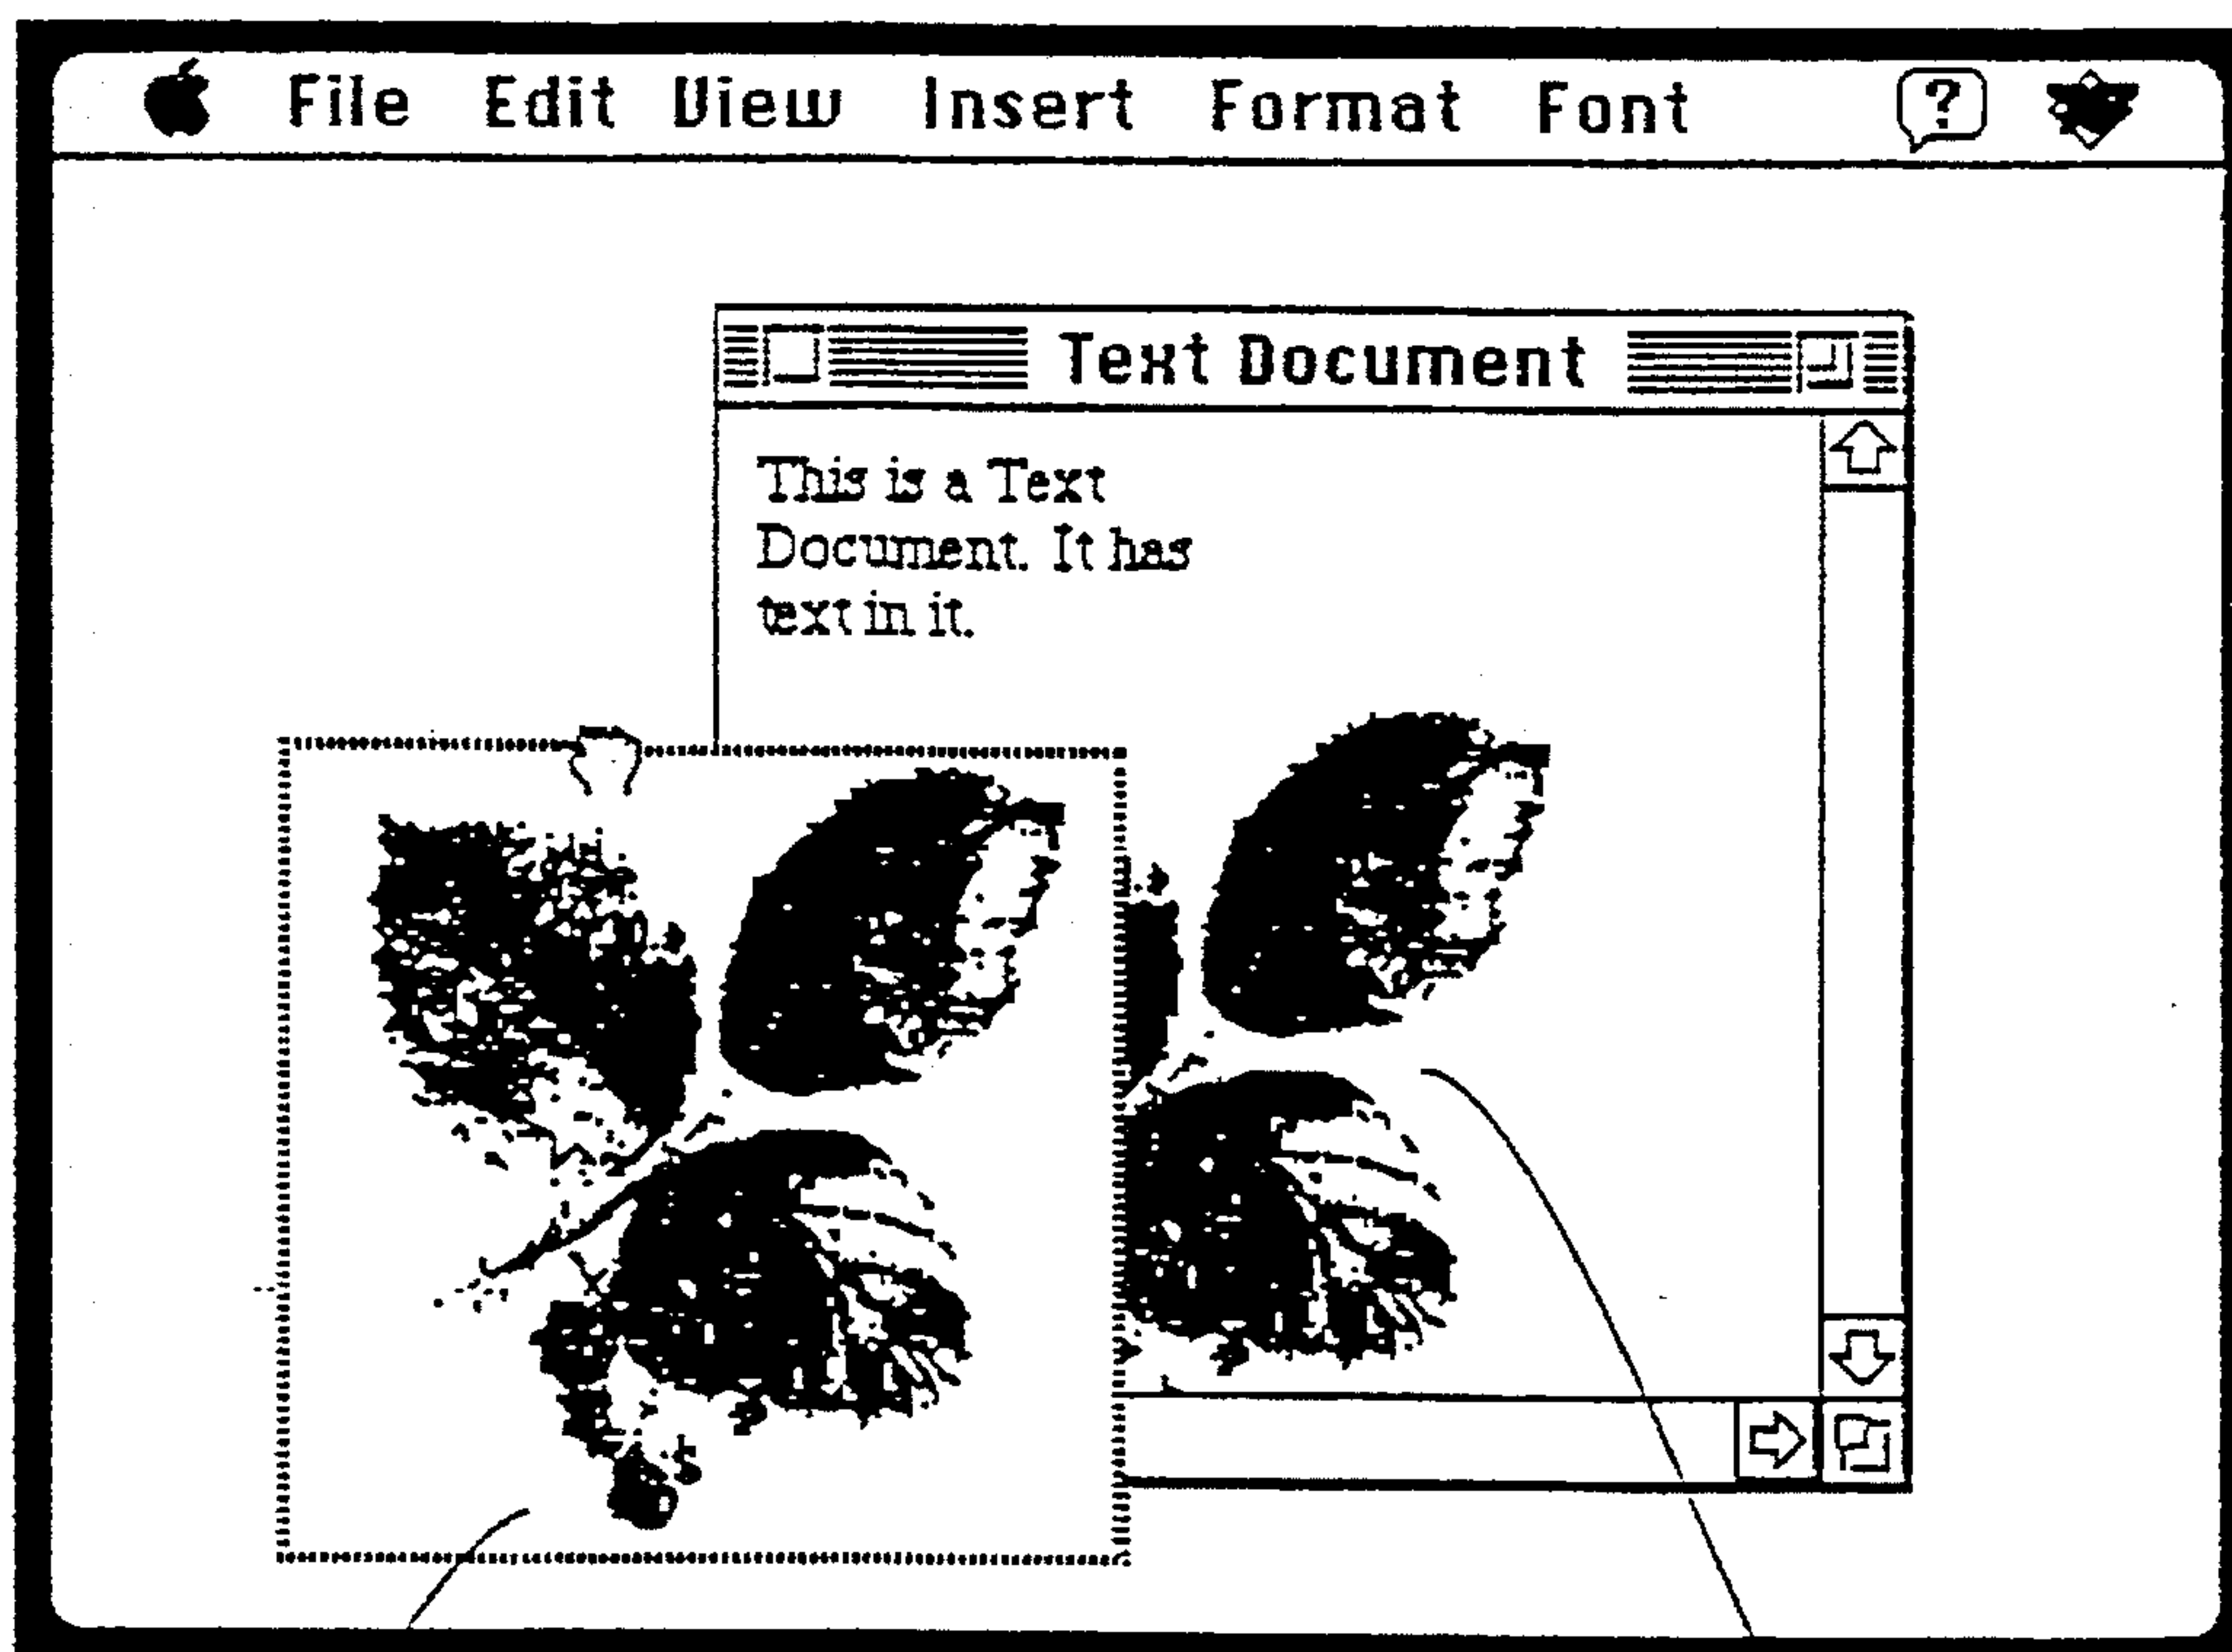 File Edit View Insert Format Font ?
Text Document
This is a Text
Document. It has
text in it.